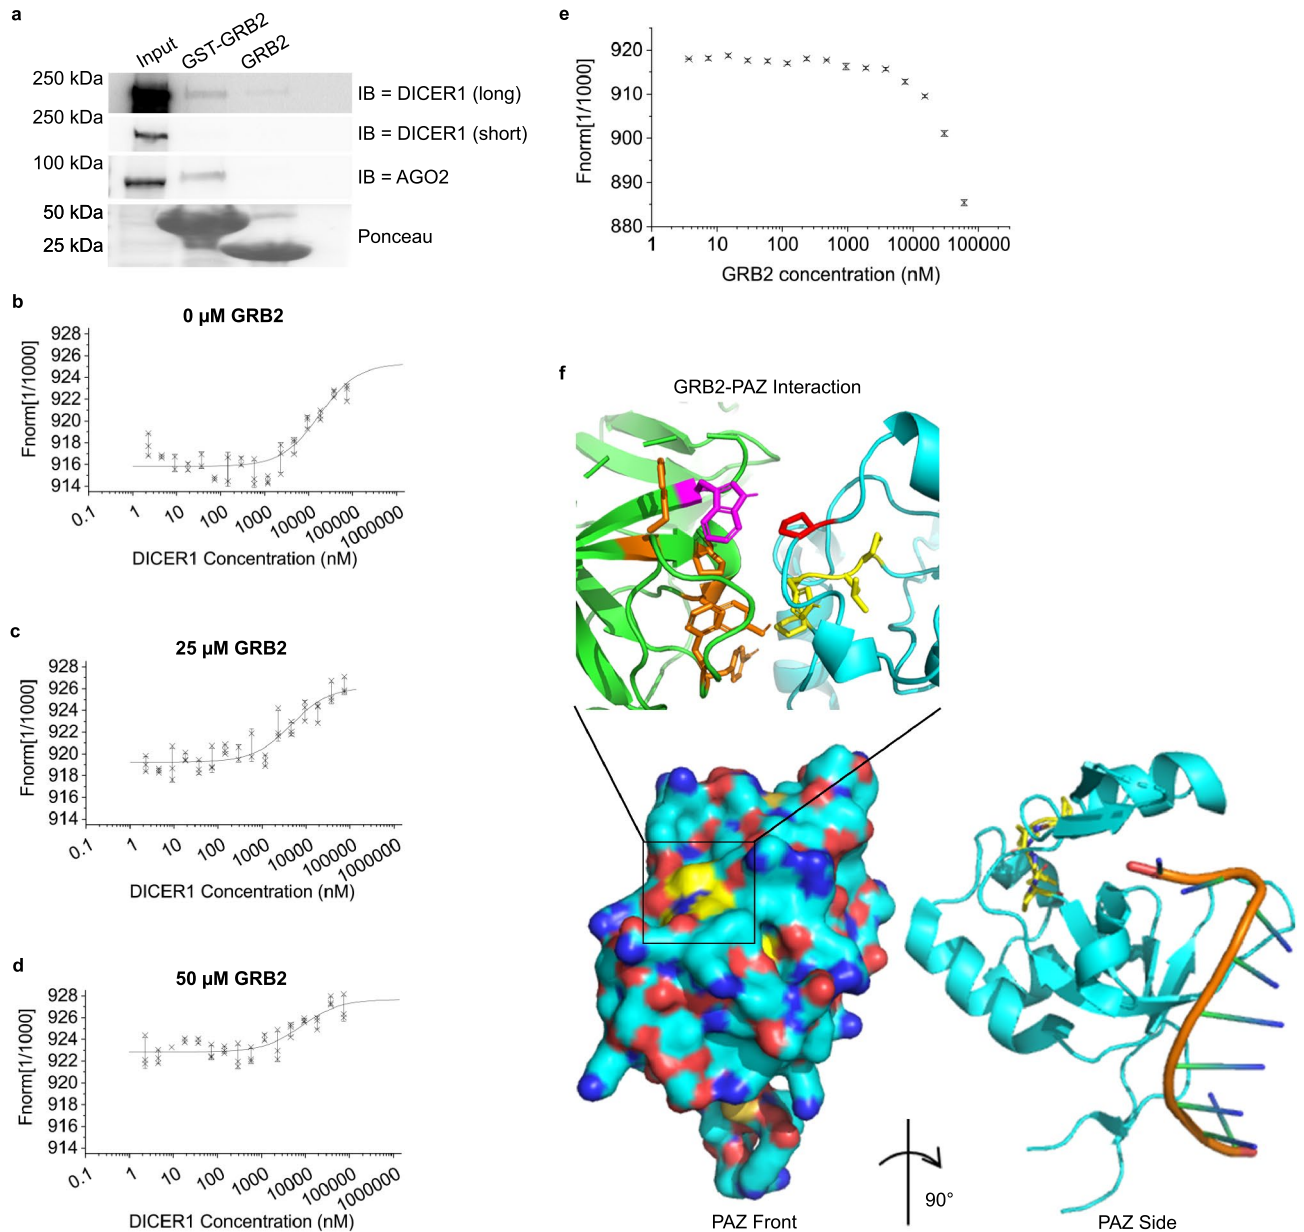 a
Input GST-GRB2 GRB2
250 kDa
IB = DICER1 (long)
250 kDa
IB = DICER1 (short)
100 kDa
IB = AGO2
50 kDa
25 kDa
Ponceau
b
0 µM GRB2
928
926
924
922
920
918
916
914
Fnorm[1/1000]
0.1 1 10 100 1000 10000 100000 1000000
DICER1 Concentration (nM)
c
25 µM GRB2
928
926
924
922
920
918
916
914
Fnorm[1/1000]
0.1 1 10 100 1000 10000 100000 1000000
DICER1 Concentration (nM)
d
50 µM GRB2
928
926
924
922
920
918
916
914
Fnorm[1/1000]
0.1 1 10 100 1000 10000 100000 1000000
DICER1 Concentration (nM)
e
920
910
900
890
880
Fnorm[1/1000]
1 10 100 1000 10000 100000
GRB2 concentration (nM)
f
GRB2-PAZ Interaction
90°
PAZ Front
PAZ Side